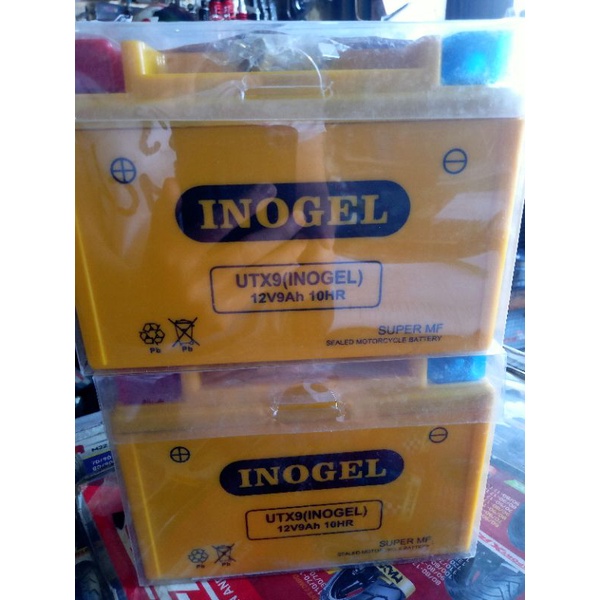 INOGEL
UTX9(INOGEL)
12V9Ah 10HR
SUPER MF
SEALED MOTORCYCLE BATTERY
Pb
Pb
INOGEL
UTX9(INOGEL)
12V9Ah 10HR
SUPER MF
Pb